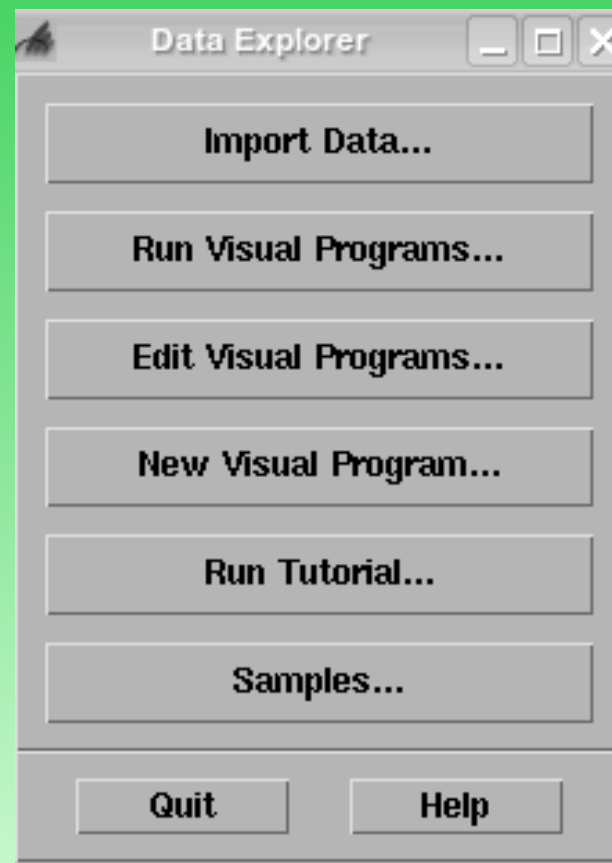 Data Explorer
Import Data...
Run Visual Programs...
Edit Visual Programs...
New Visual Program...
Run Tutorial...
Samples...
Quit Help